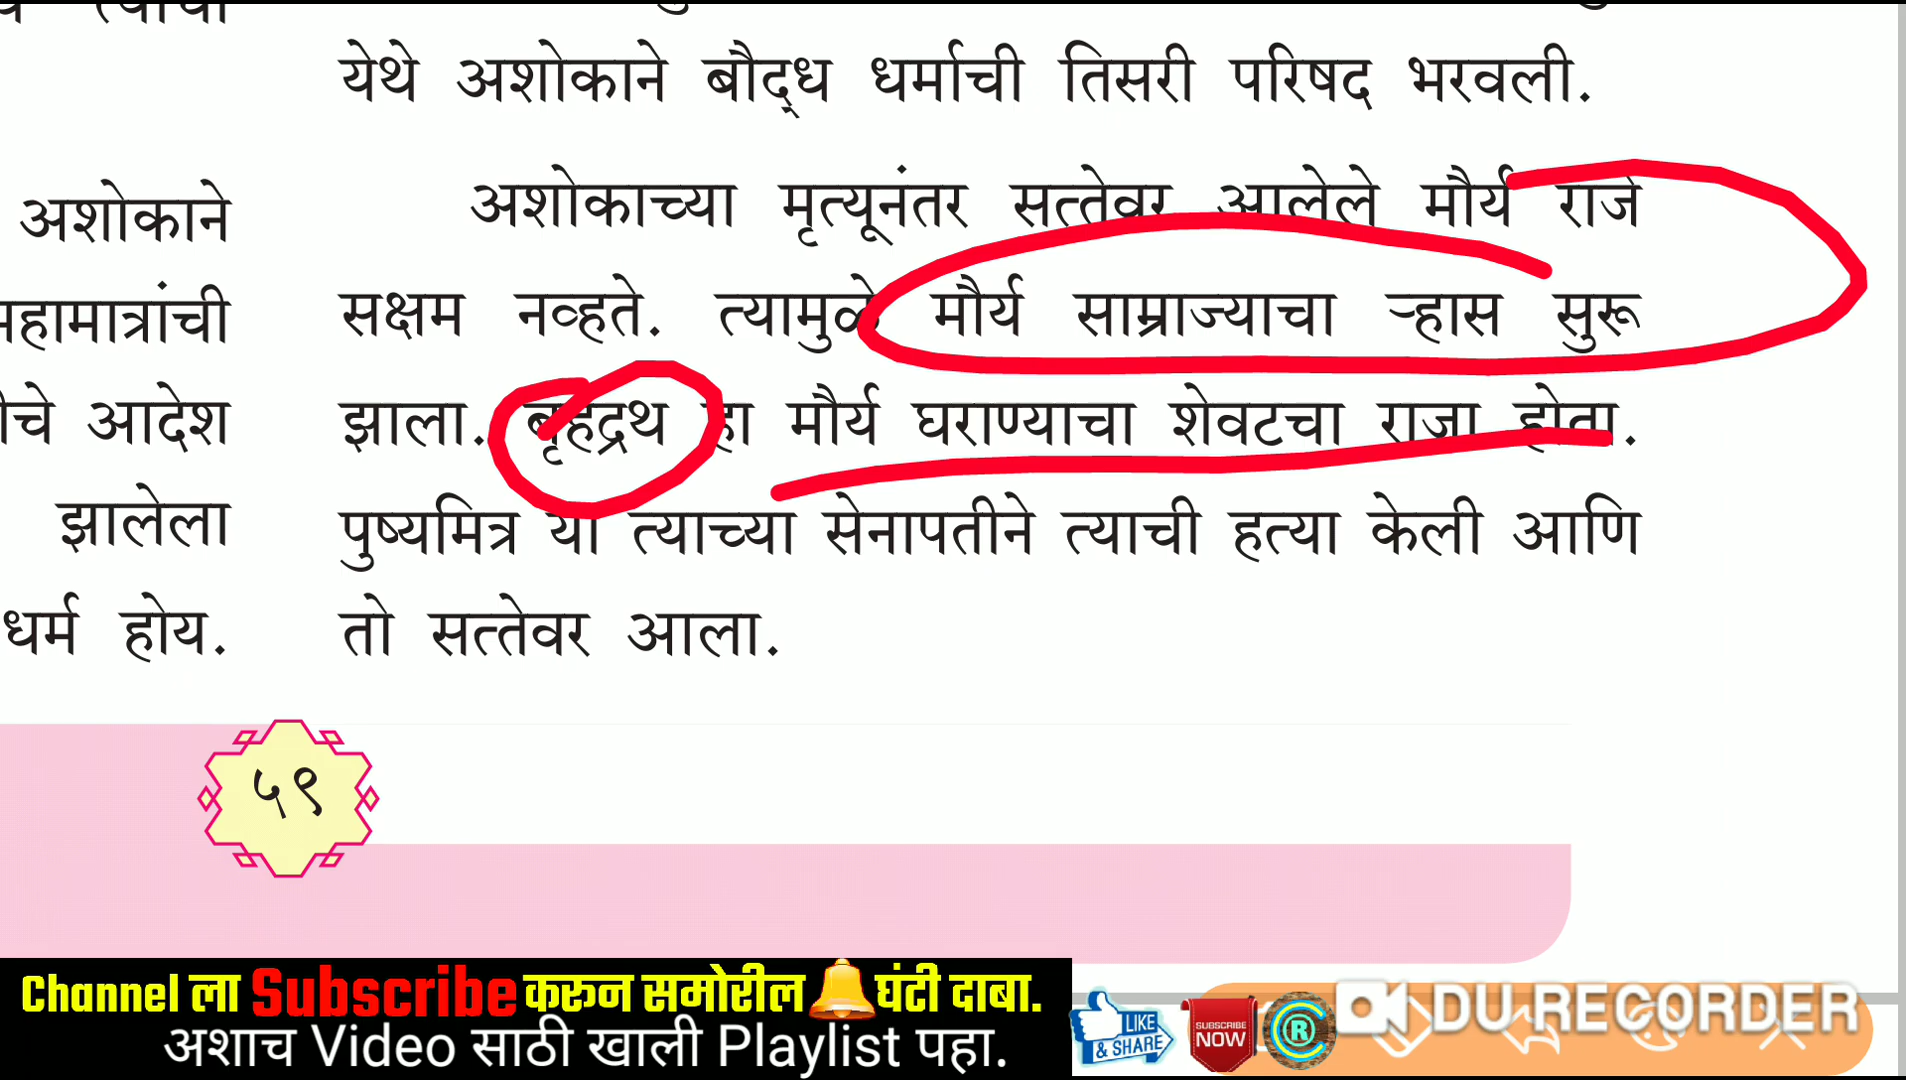 येथे अशोकाने बौद्ध धर्माची तिसरी परिषद भरवली.
अशोकाने
महामात्रांची
आदेश
झालेला
धर्म होय.
अशोकाच्या मृत्यूनंतर सत्तेवर आलेले मौर्य राजे
सक्षम नव्हते. त्यामुळे मौर्य साम्राज्याचा ऱ्हास सुरू
झाला. बृहद्रथ हा मौर्य घराण्याचा शेवटचा राजा होता.
पुष्यमित्र या त्याच्या सेनापतीने त्याची हत्या केली आणि
तो सत्तेवर आला.
५९
Channel ला Subscribe करून समोरील घंटी दाबा.
अशाच Video साठी खाली Playlist पहा.
LIKE
& SHARE
SUBSCRIBE
NOW
R
DU RECORDER